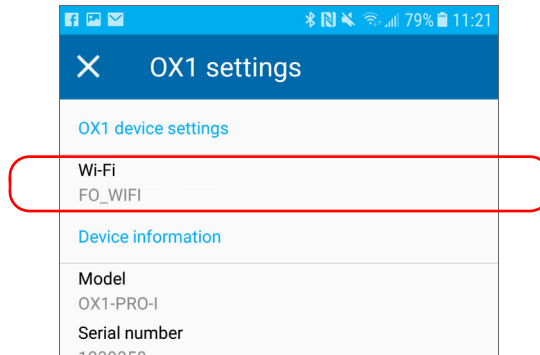 79% 11:21
OX1 settings
OX1 device settings
Wi-Fi
FO_WIFI
Device information
Model
OX1-PRO-I
Serial number